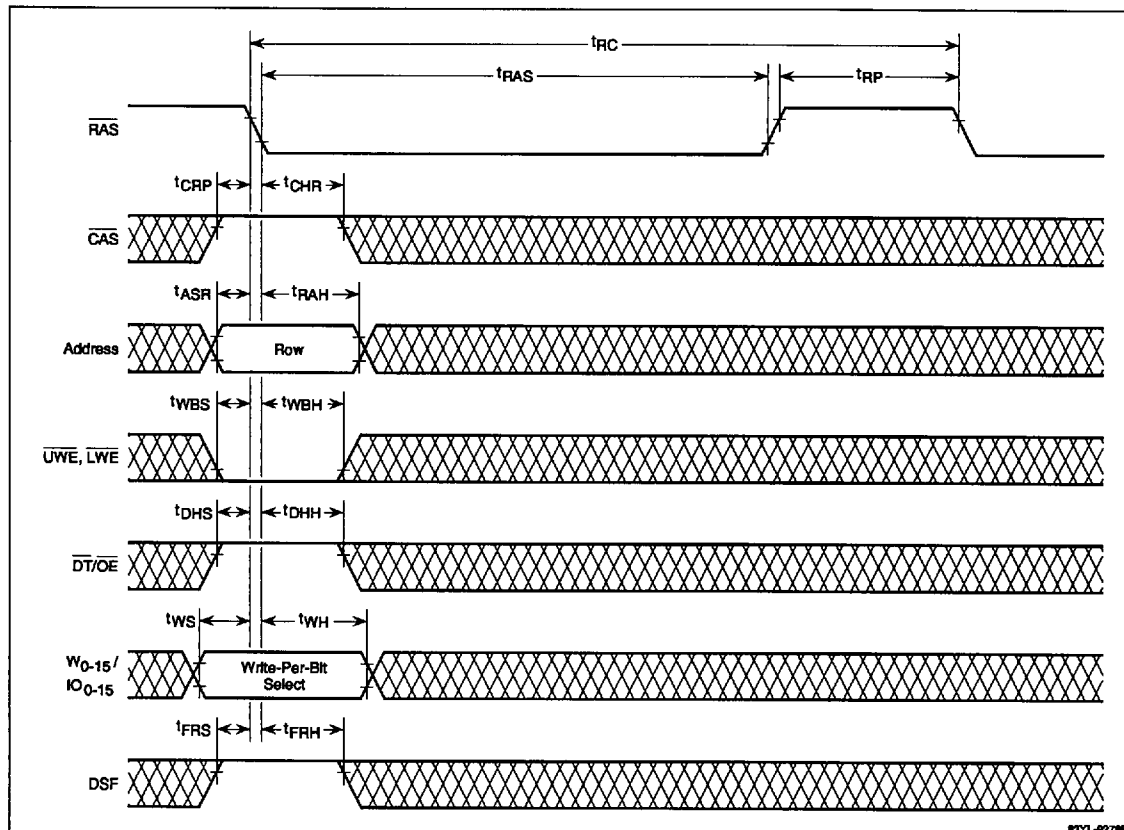 tRC
tRAS
tRP
RAS
tCRP
tCHR
CAS
tASR
tRAH
Address
Row
tWBS
tWBH
UWE, LWE
tDHS
tDHH
DT/OE
tWS
tWH
W0-15 /
IO0-15
Write-Per-Bit
Select
tFRS
tFRH
DSF